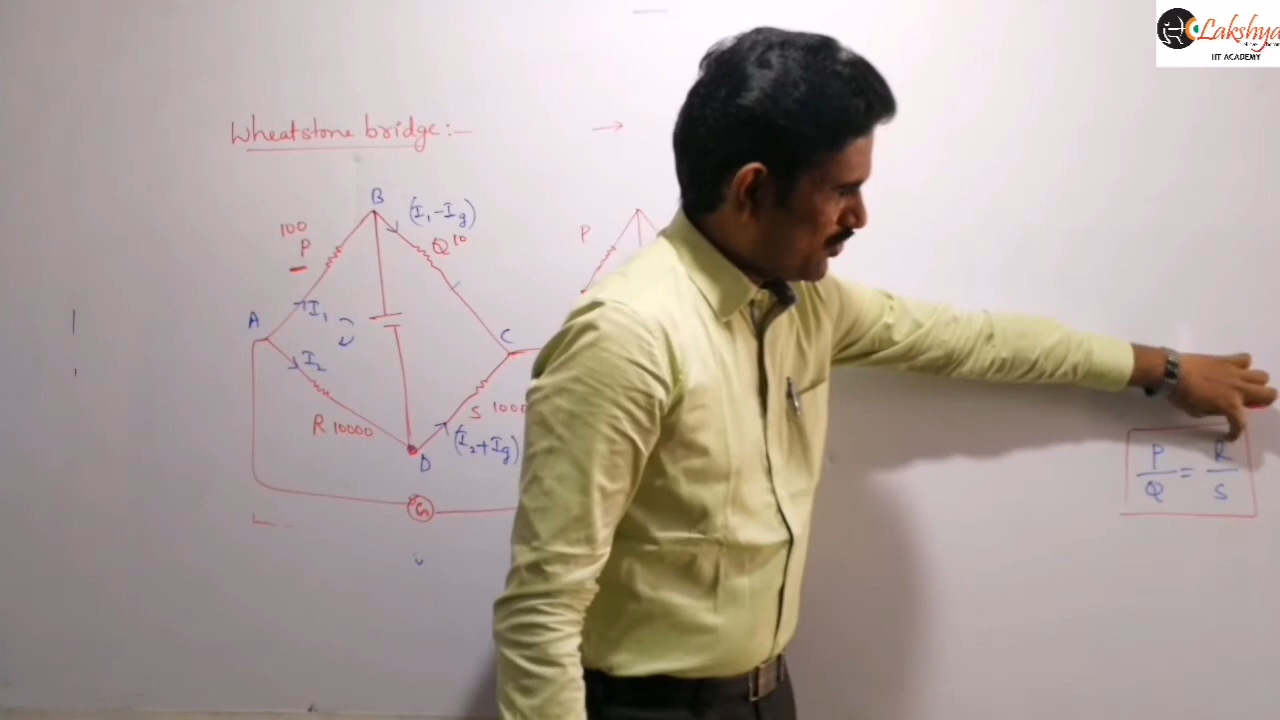 Lakshya
IIT ACADEMY
Wheatstone bridge:-
B
(I₁-I_g)
100
P
Q 10
P
A
I₁
C
I₂
R 10000
S 1000
D
(I₂+I_g)
G
P/Q = R/S